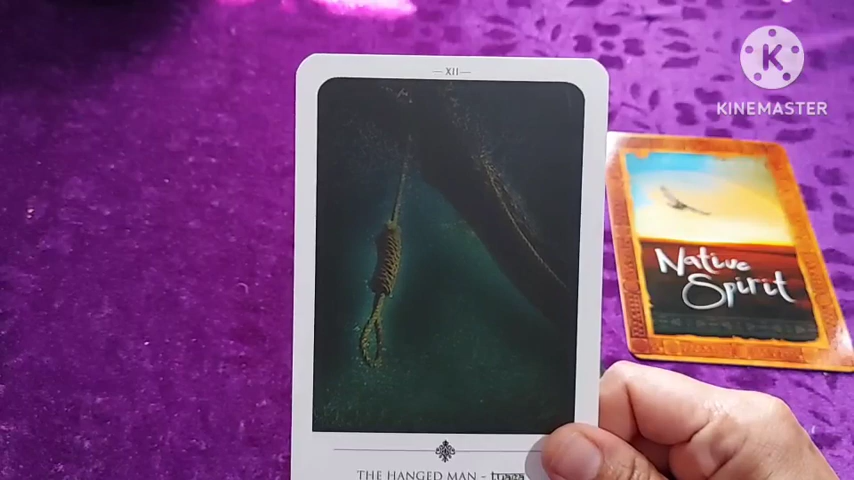 XII
K
KINEMASTER
Native
Spirit
THE HANGED MAN -